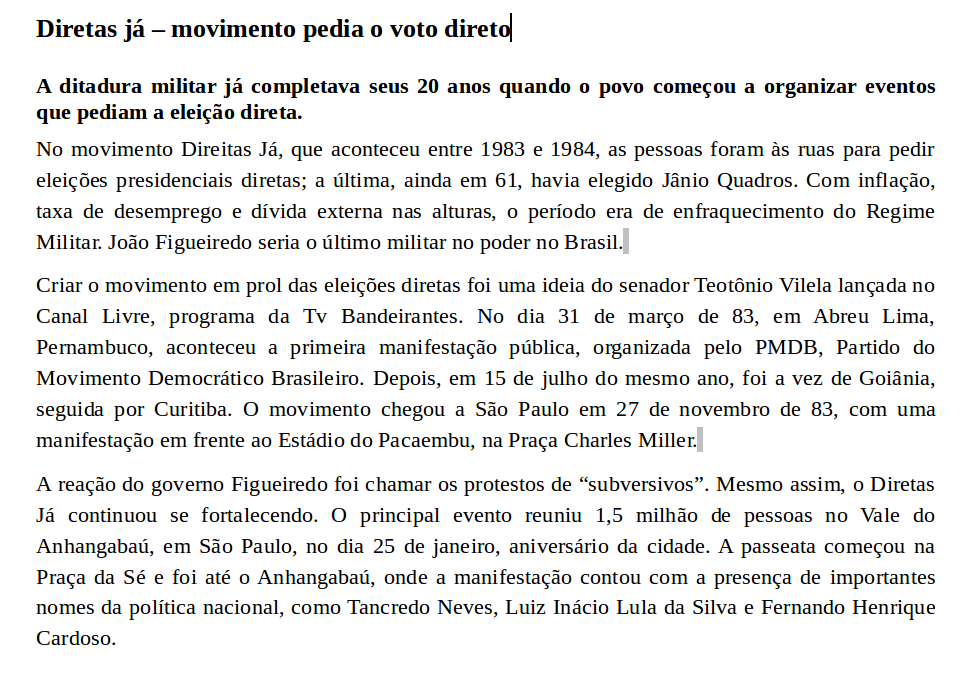 Diretas já – movimento pedia o voto direto
A ditadura militar já completava seus 20 anos quando o povo começou a organizar eventos
que pediam a eleição direta.
No movimento Direitas Já, que aconteceu entre 1983 e 1984, as pessoas foram às ruas para pedir
eleições presidenciais diretas; a última, ainda em 61, havia elegido Jânio Quadros. Com inflação,
taxa de desemprego e dívida externa nas alturas, o período era de enfraquecimento do Regime
Militar. João Figueiredo seria o último militar no poder no Brasil.
Criar o movimento em prol das eleições diretas foi uma ideia do senador Teotônio Vilela lançada no
Canal Livre, programa da Tv Bandeirantes. No dia 31 de março de 83, em Abreu Lima,
Pernambuco, aconteceu a primeira manifestação pública, organizada pelo PMDB, Partido do
Movimento Democrático Brasileiro. Depois, em 15 de julho do mesmo ano, foi a vez de Goiânia,
seguida por Curitiba. O movimento chegou a São Paulo em 27 de novembro de 83, com uma
manifestação em frente ao Estádio do Pacaembu, na Praça Charles Miller.
A reação do governo Figueiredo foi chamar os protestos de “subversivos”. Mesmo assim, o Diretas
Já continuou se fortalecendo. O principal evento reuniu 1,5 milhão de pessoas no Vale do
Anhangabaú, em São Paulo, no dia 25 de janeiro, aniversário da cidade. A passeata começou na
Praça da Sé e foi até o Anhangabaú, onde a manifestação contou com a presença de importantes
nomes da política nacional, como Tancredo Neves, Luiz Inácio Lula da Silva e Fernando Henrique
Cardoso.